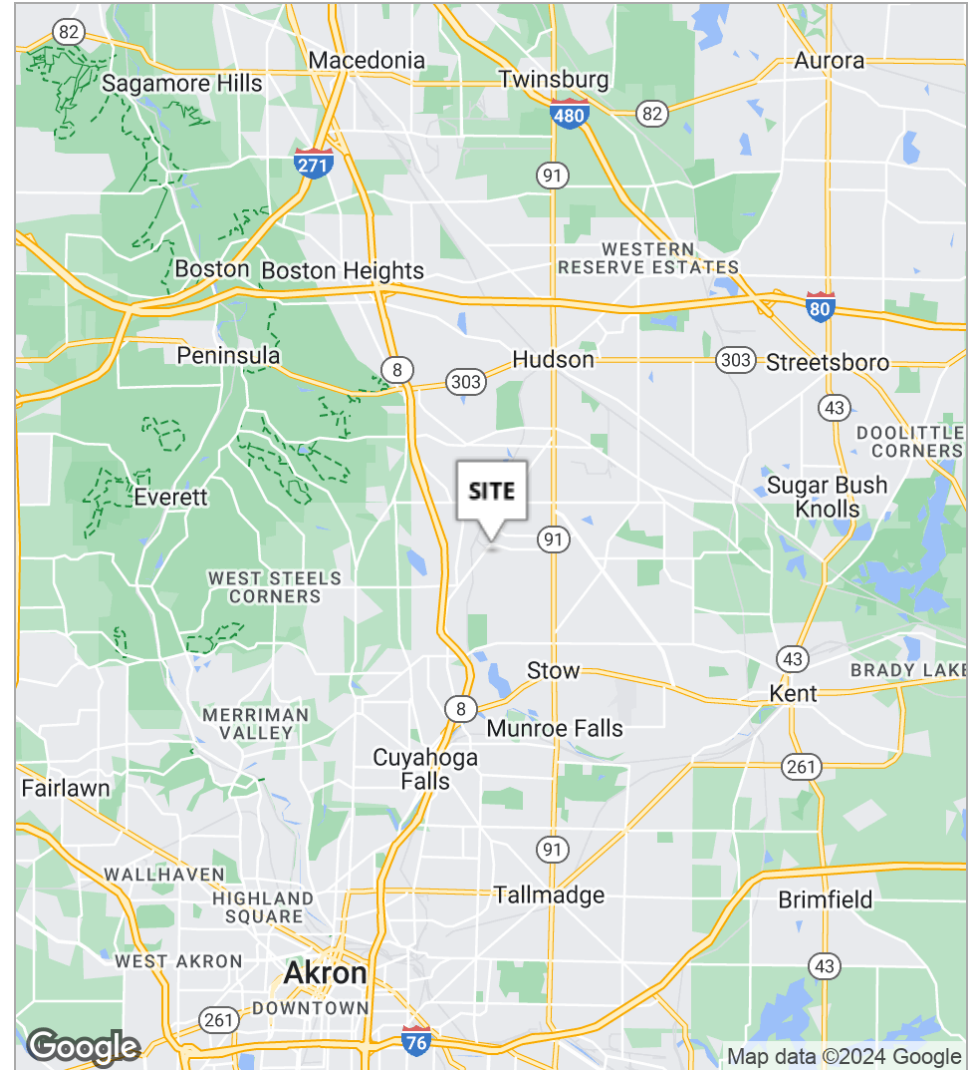 82
Macedonia
Aurora
Sagamore Hills
Twinsburg
480
82
271
91
WESTERN
RESERVE ESTATES
Boston
Boston Heights
80
Peninsula
Hudson
8
303
303
Streetsboro
43
DOOLITTLE
CORNERS
SITE
Sugar Bush
Knolls
Everett
91
WEST STEELS
CORNERS
43
Stow
BRADY LAKE
Kent
8
MERRIMAN
VALLEY
Munroe Falls
Cuyahoga
Falls
261
Fairlawn
91
WALLHAVEN
HIGHLAND
SQUARE
Tallmadge
Brimfield
WEST AKRON
43
Akron
DOWNTOWN
261
76
Google
Map data ©2024 Google